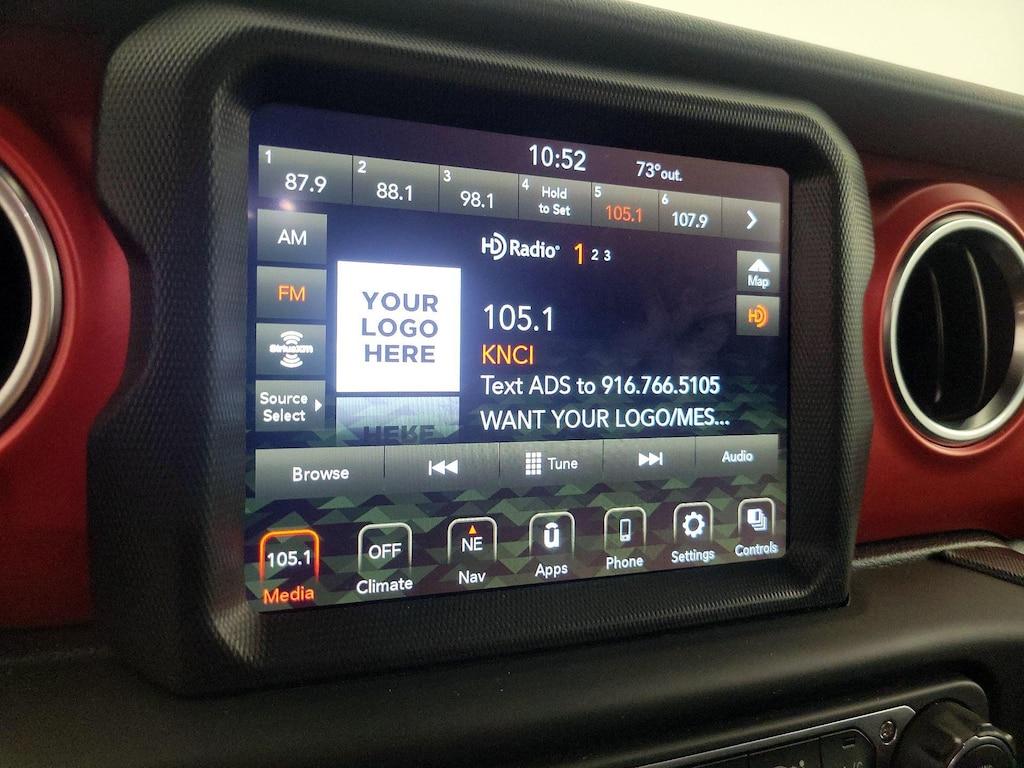 10:52
73°out.
1
87.9
2
88.1
3
98.1
4
Hold
to Set
5
105.1
6
107.9
AM
FM
SiriusXM
Source
Select
YOUR
LOGO
HERE
HERE
HD Radio 1 2 3
105.1
KNCI
Text ADS to 916.766.5105
WANT YOUR LOGO/MES...
Map
HD
Browse
Tune
Audio
105.1
Media
OFF
Climate
NE
Nav
Apps
Phone
Settings
Controls